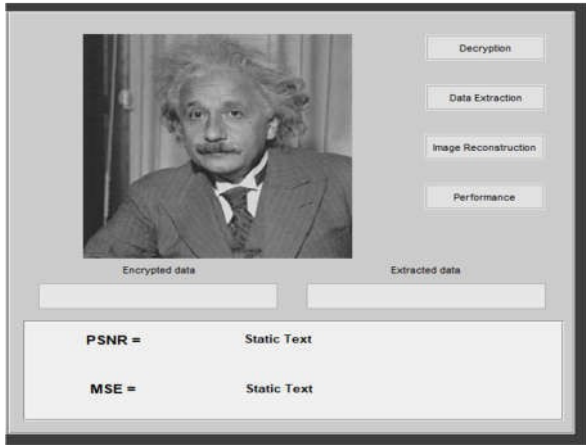 Decryption
Data Extraction
Image Reconstruction
Performance
Encrypted data
Extracted data
PSNR =
Static Text
MSE =
Static Text